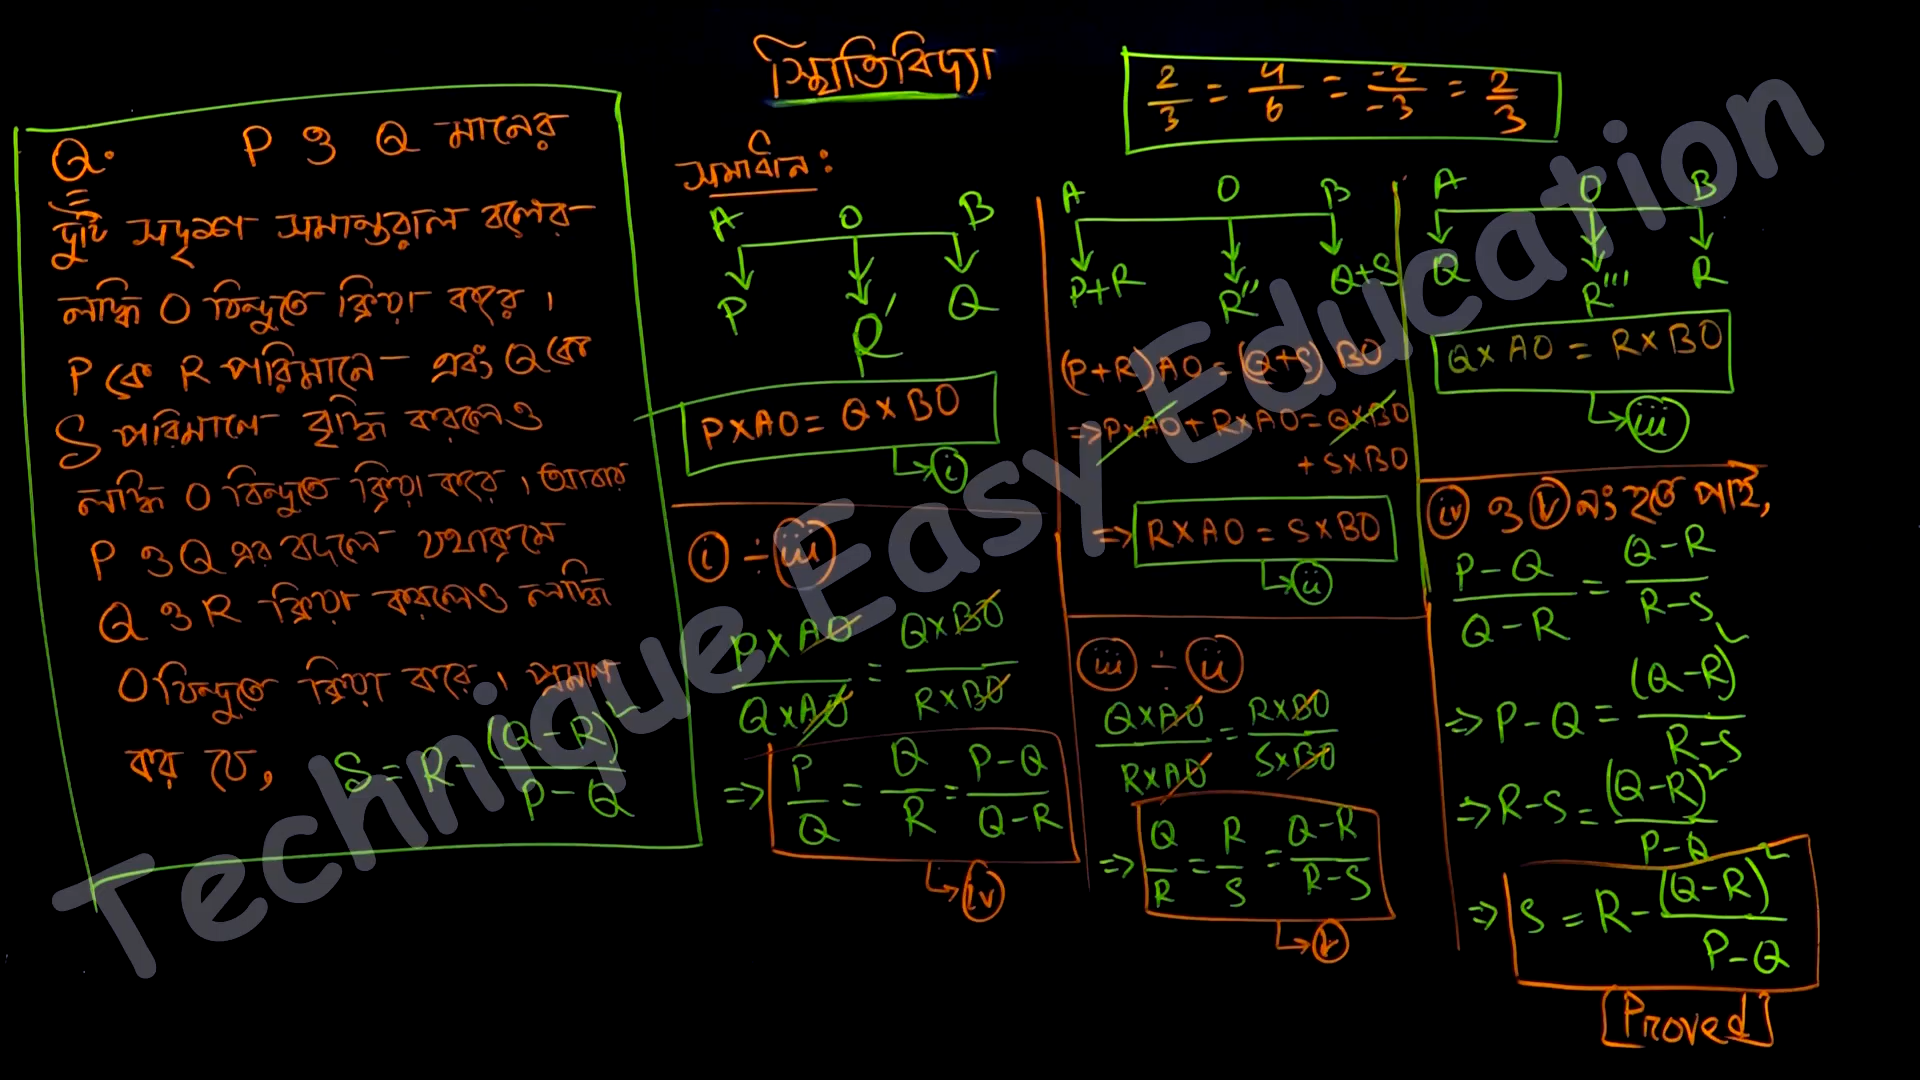 স্থিতিবিদ্যা
2/3 = 4/6 = -2/-3 = 2/3
Q. P ও Q মানের
দুটি সদৃশ সমান্তরাল বলের
লব্ধি O বিন্দুতে ক্রিয়া করে।
P কে R পরিমানে এবং Q কে
S পরিমানে বৃদ্ধি করলেও
লব্ধি O বিন্দুতে ক্রিয়া করে। আবার
P ও Q এর বদলে যথাক্রমে
Q ও R ক্রিয়া করলেও লব্ধি
O বিন্দুতে ক্রিয়া করে। প্রমাণ
কর যে, S = R - (Q-R)²/P-Q
সমাধান:
A O B
P R' Q
P×AO = Q×BO
→ (i)
(i) ÷ (iii)
P×AO/Q×AO = Q×BO/R×BO
=> P/Q = Q/R = P-Q/Q-R
→ (iv)
A O B
P+R R'' Q+S
(P+R)AO = (Q+S)BO
=> P×AO + R×AO = Q×BO
+ S×BO
=> R×AO = S×BO
→ (ii)
(iii) ÷ (ii)
Q×AO/R×AO = R×BO/S×BO
=> Q/R = R/S = Q-R/R-S
→ (v)
A O B
Q R''' R
Q×AO = R×BO
→ (iii)
(iv) ও (v) নং হতে পাই,
P-Q/Q-R = Q-R/R-S
=> P-Q = (Q-R)²/R-S
=> R-S = (Q-R)²/P-Q
=> S = R - (Q-R)²/P-Q
[Proved]
Technique Easy Education